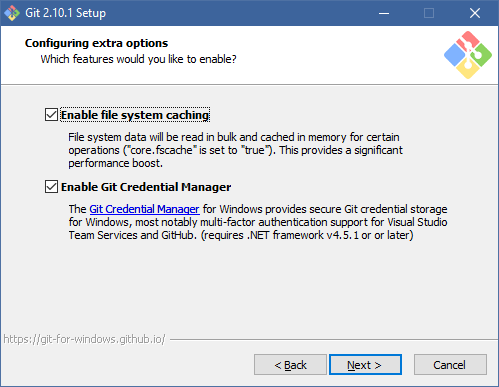 Git 2.10.1 Setup
Configuring extra options
Which features would you like to enable?
Enable file system caching
File system data will be read in bulk and cached in memory for certain
operations ("core.fscache" is set to "true"). This provides a significant
performance boost.
Enable Git Credential Manager
The Git Credential Manager for Windows provides secure Git credential storage
for Windows, most notably multi-factor authentication support for Visual Studio
Team Services and GitHub. (requires .NET framework v4.5.1 or or later)
https://git-for-windows.github.io/
< Back
Next >
Cancel